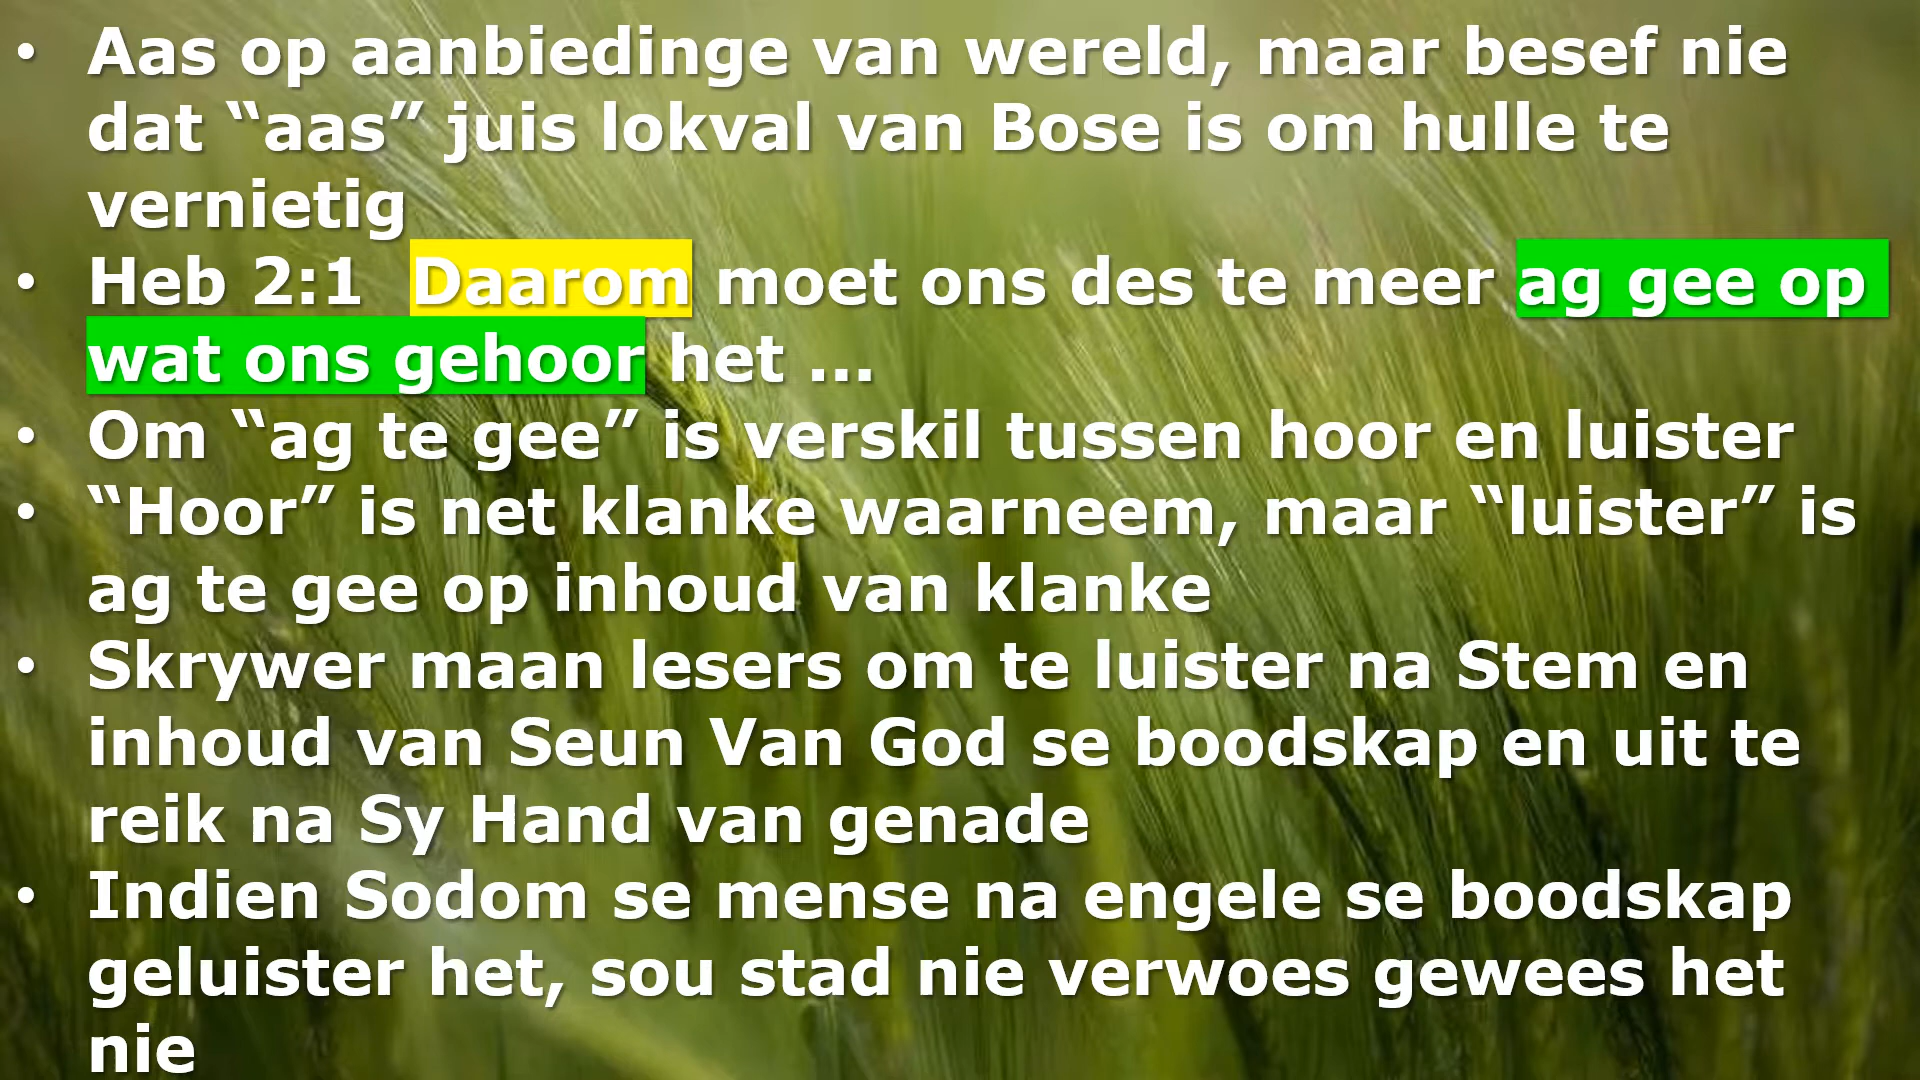 • Aas op aanbiedinge van wereld, maar besef nie
dat “aas” juis lokval van Bose is om hulle te
vernietig
• Heb 2:1  Daarom moet ons des te meer ag gee op
wat ons gehoor het …
• Om “ag te gee” is verskil tussen hoor en luister
• “Hoor” is net klanke waarneem, maar “luister” is
ag te gee op inhoud van klanke
• Skrywer maan lesers om te luister na Stem en
inhoud van Seun Van God se boodskap en uit te
reik na Sy Hand van genade
• Indien Sodom se mense na engele se boodskap
geluister het, sou stad nie verwoes gewees het
nie